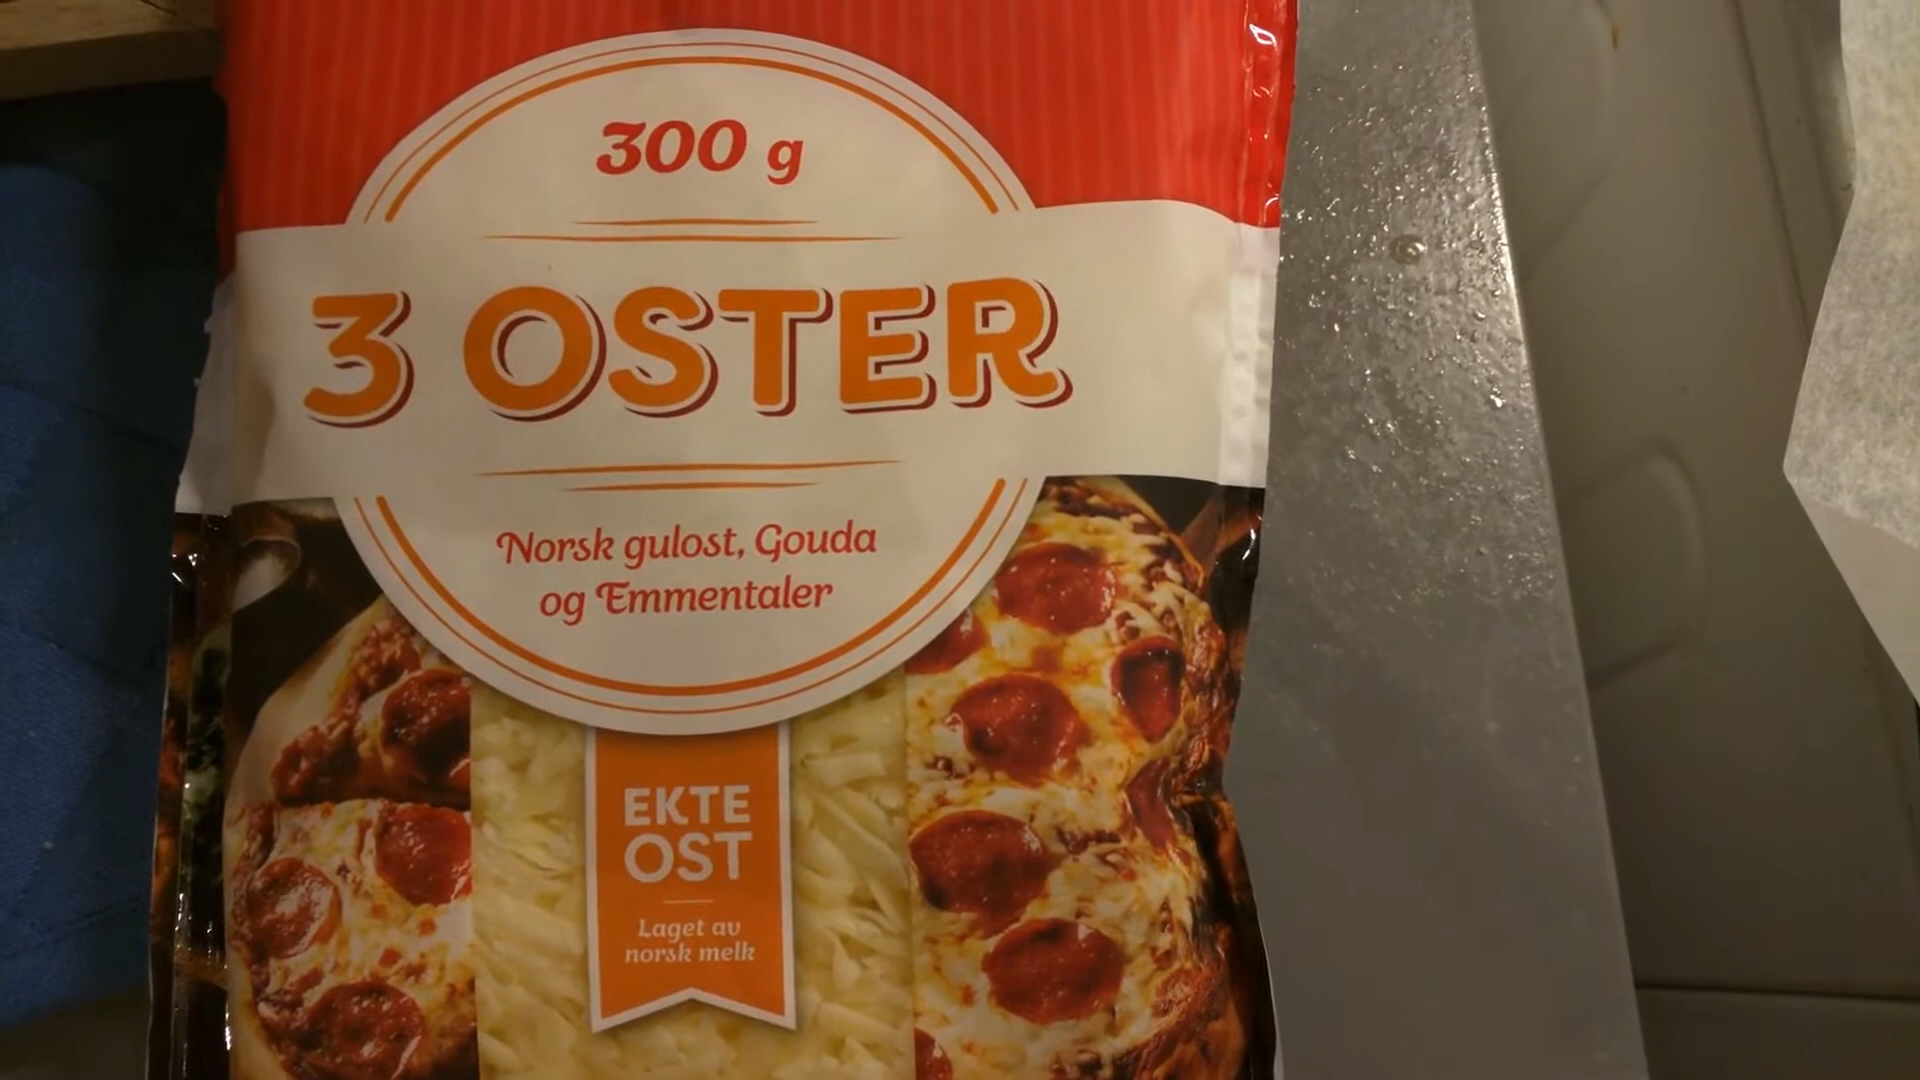 300 g
3 OSTER
Norsk gulost, Gouda
og Emmentaler
EKTE
OST
Laget av
norsk melk